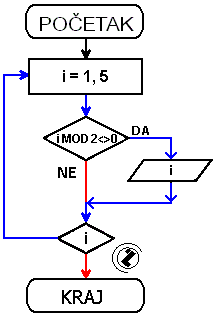 POČETAK
i = 1, 5
i MOD 2<>0
DA
NE
i
i
KRAJ